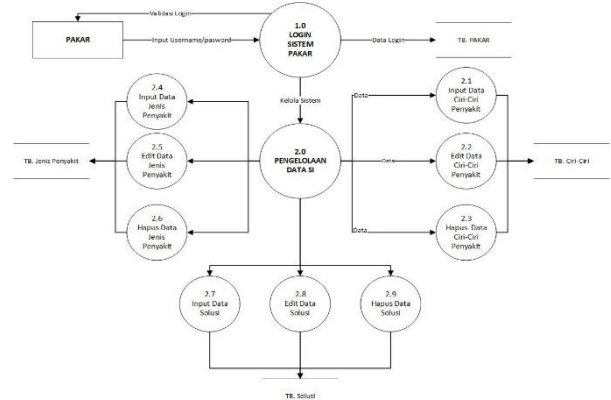 Validasi Login
PAKAR
Input Username/pasword
1.0
LOGIN
SISTEM
PAKAR
Data Login
TB. PAKAR
Kelola Sistem
2.4
Input Data
Jenis
Penyakit
2.1
Input Data
Ciri-Ciri
Penyakit
Data
TB. Jenis Penyakit
2.5
Edit Data
Jenis
Penyakit
2.0
PENGELOLAAN
DATA SI
Data
2.2
Edit Data
Ciri-Ciri
Penyakit
TB. Ciri-Ciri
2.6
Hapus Data
Jenis
Penyakit
Data
2.3
Hapus Data
Ciri-Ciri
Penyakit
2.7
Input Data
Solusi
2.8
Edit Data
Solusi
2.9
Hapus Data
Solusi
TB. Solusi